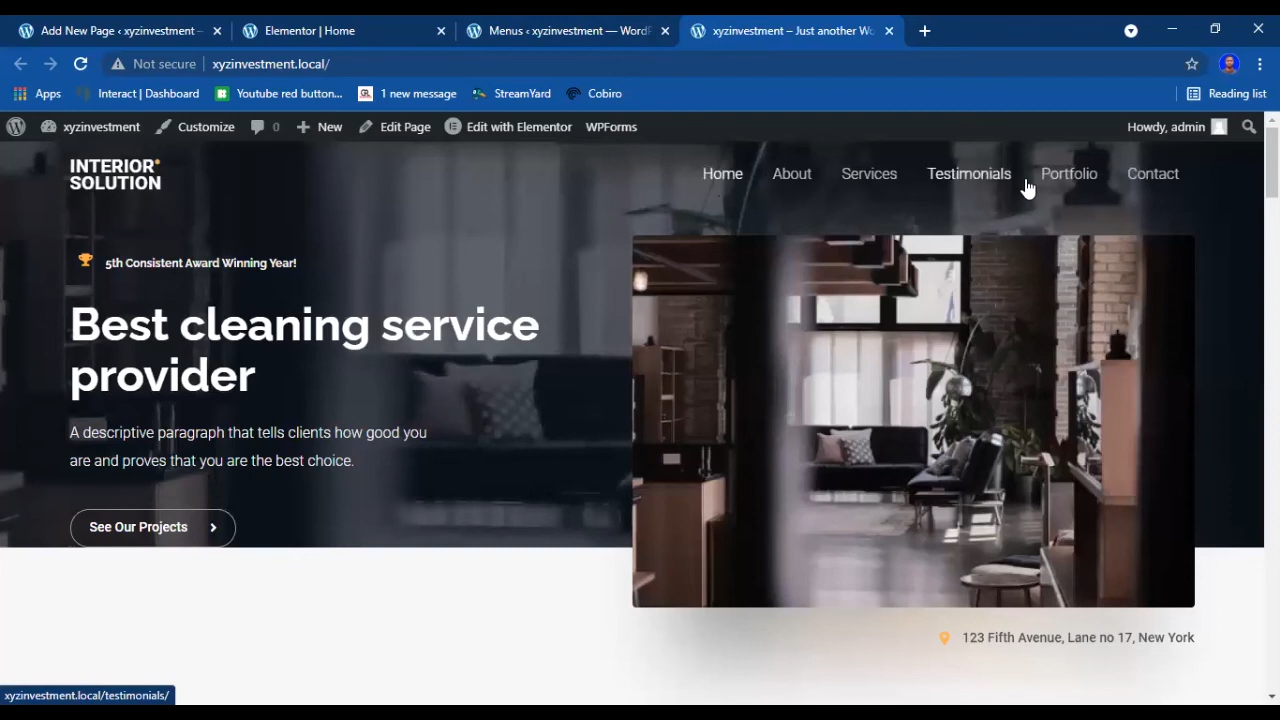 Add New Page ‹ xyzinvestment —
Elementor | Home
Menus ‹ xyzinvestment — WordP
xyzinvestment – Just another Wo
Not secure
xyzinvestment.local/
Apps
Interact | Dashboard
Youtube red button...
1 new message
StreamYard
Cobiro
Reading list
xyzinvestment
Customize
0
New
Edit Page
Edit with Elementor
WPForms
Howdy, admin
INTERIOR
SOLUTION
Home
About
Services
Testimonials
Portfolio
Contact
5th Consistent Award Winning Year!
Best cleaning service
provider
A descriptive paragraph that tells clients how good you
are and proves that you are the best choice.
See Our Projects
123 Fifth Avenue, Lane no 17, New York
xyzinvestment.local/testimonials/